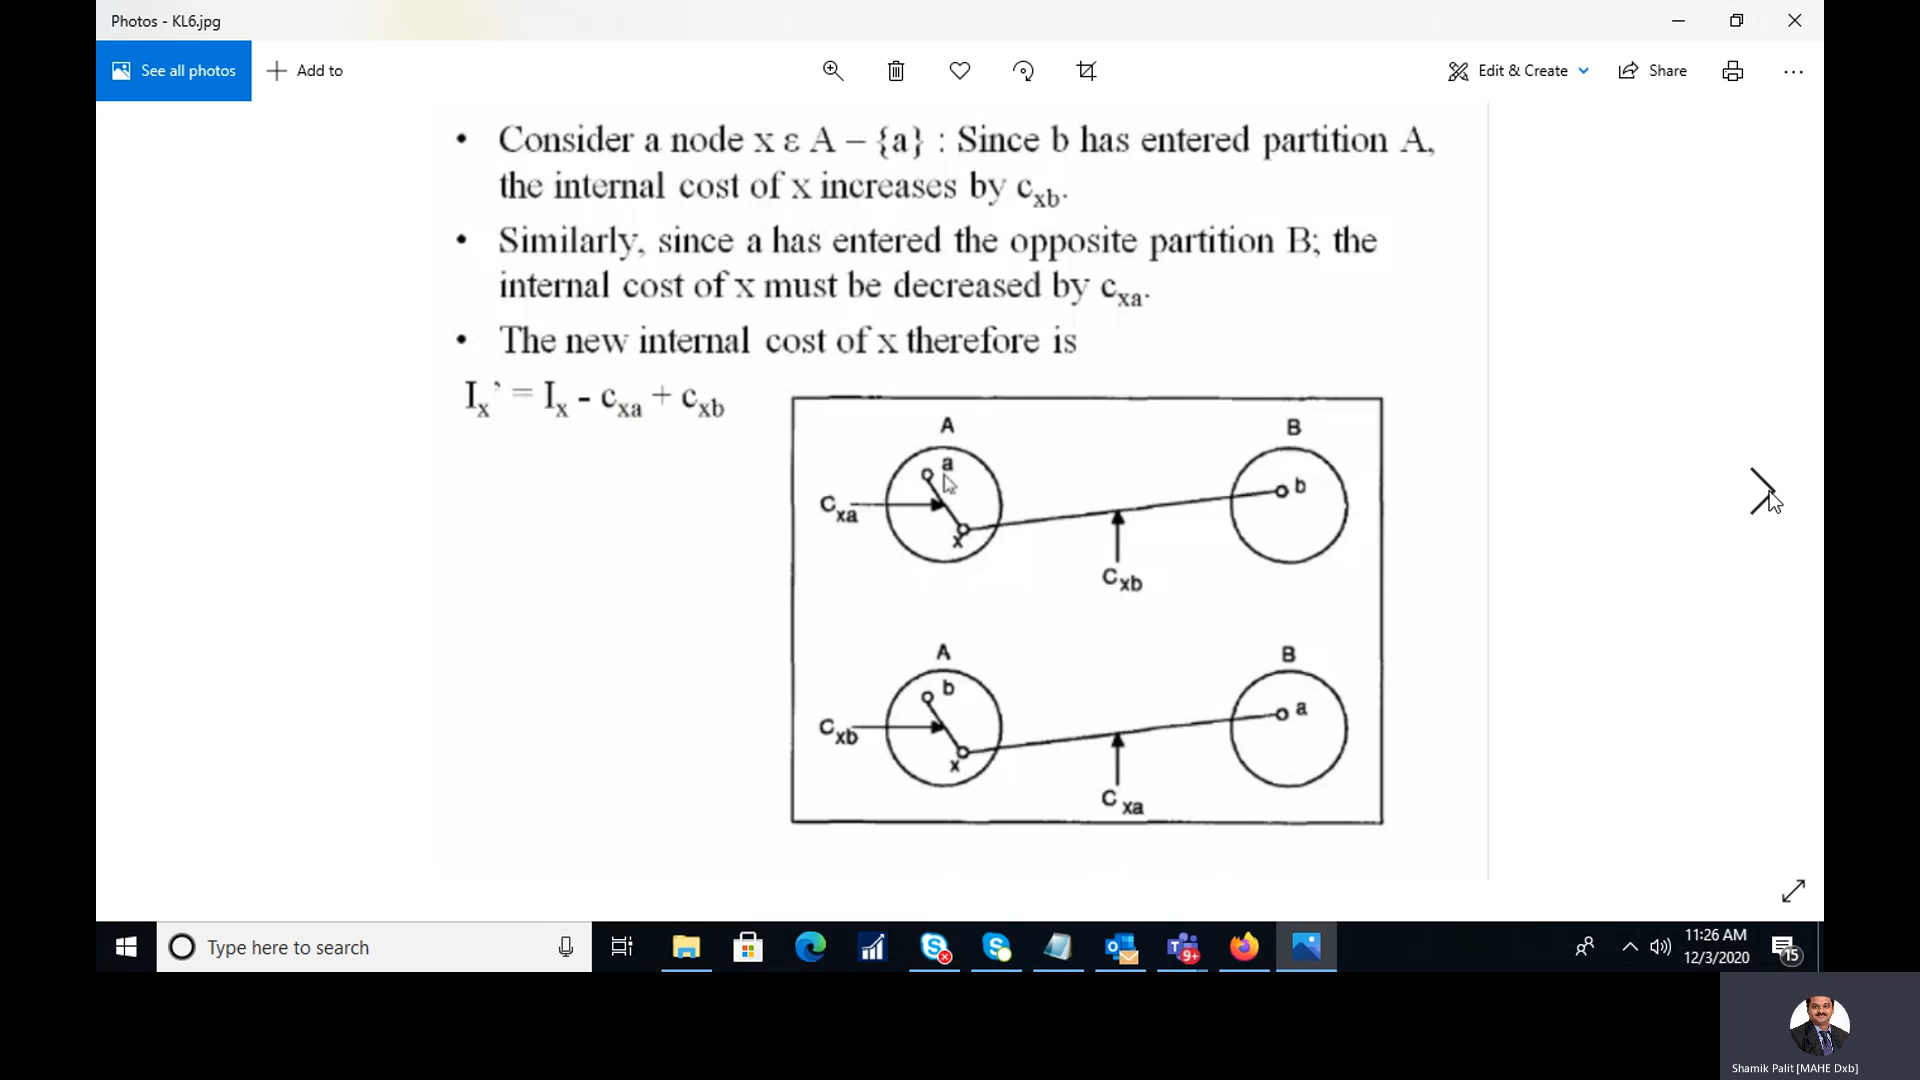 Photos - KL6.jpg
See all photos
Add to
Edit & Create
Share
• Consider a node x ε A – {a} : Since b has entered partition A,
the internal cost of x increases by cxb.
• Similarly, since a has entered the opposite partition B; the
internal cost of x must be decreased by cxa.
• The new internal cost of x therefore is
Ix' = Ix - cxa + cxb
A
B
a
b
Cxa
x
Cxb
A
B
b
a
Cxb
x
Cxa
Type here to search
9+
11:26 AM
12/3/2020
15
Shamik Palit [MAHE Dxb]